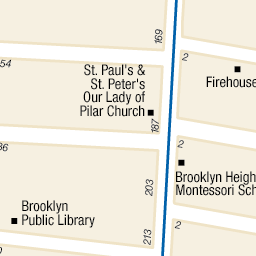 169
2
54
St. Paul's &
St. Peter's
Our Lady of
Pilar Church
Firehouse
187
2
36
Brooklyn Heigh
Montessori Sch
203
Brooklyn
Public Library
2
213